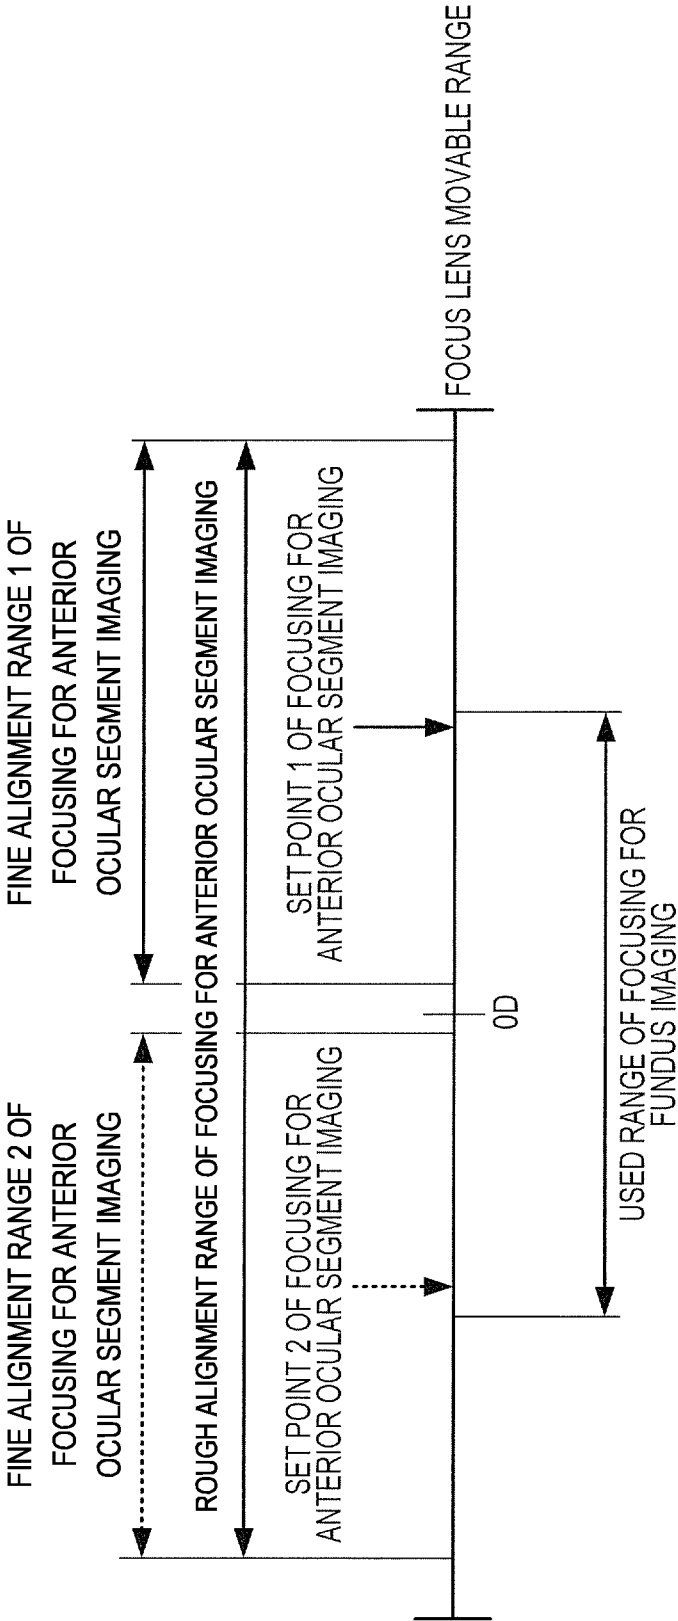 FINE ALIGNMENT RANGE 2 OF
FOCUSING FOR ANTERIOR
OCULAR SEGMENT IMAGING
FINE ALIGNMENT RANGE 1 OF
FOCUSING FOR ANTERIOR
OCULAR SEGMENT IMAGING
ROUGH ALIGNMENT RANGE OF FOCUSING FOR ANTERIOR OCULAR SEGMENT IMAGING
SET POINT 2 OF FOCUSING FOR
ANTERIOR OCULAR SEGMENT IMAGING
SET POINT 1 OF FOCUSING FOR
ANTERIOR OCULAR SEGMENT IMAGING
FOCUS LENS MOVABLE RANGE
0D
USED RANGE OF FOCUSING FOR
FUNDUS IMAGING